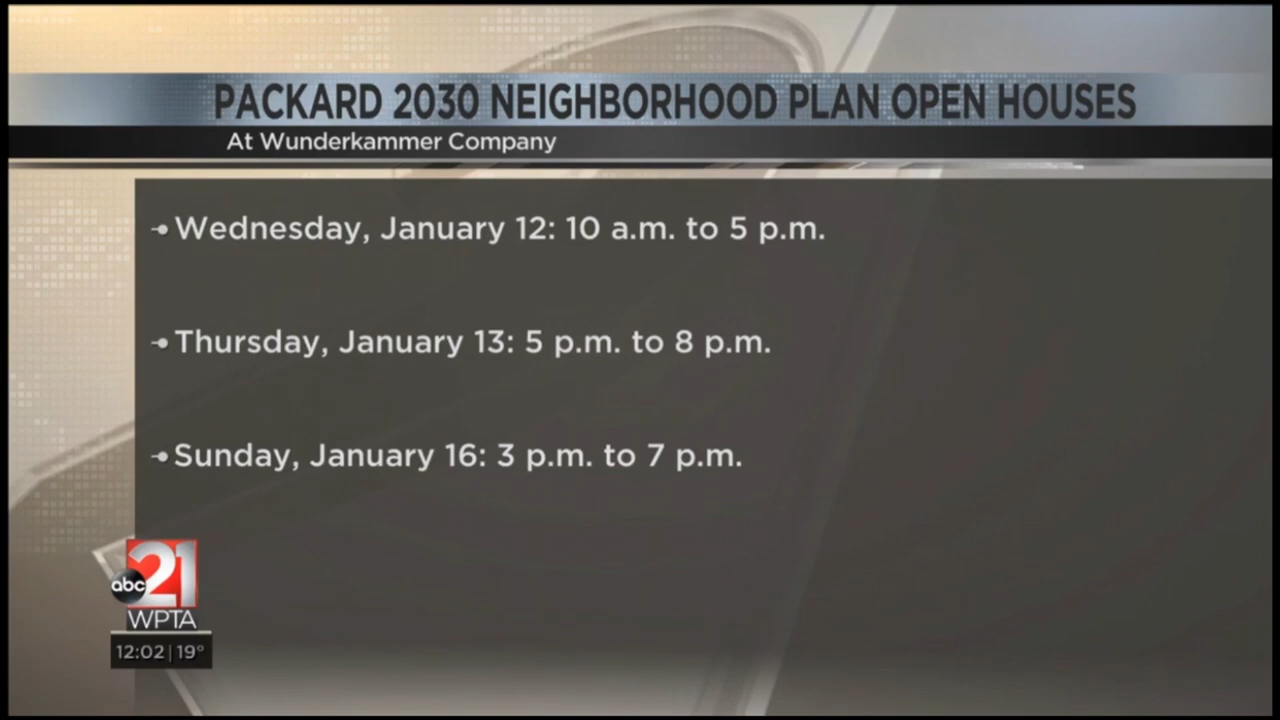 PACKARD 2030 NEIGHBORHOOD PLAN OPEN HOUSES
At Wunderkammer Company
Wednesday, January 12: 10 a.m. to 5 p.m.
Thursday, January 13: 5 p.m. to 8 p.m.
Sunday, January 16: 3 p.m. to 7 p.m.
abc 21
WPTA
12:02 | 19°